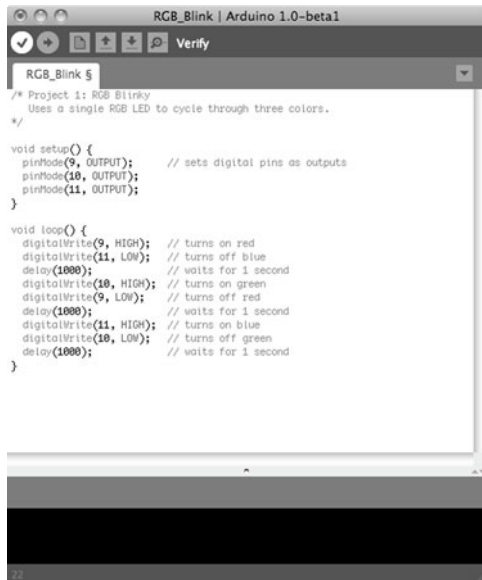 RGB_Blink | Arduino 1.0-beta1
Verify
RGB_Blink §
/* Project 1: RGB Blinky
Uses a single RGB LED to cycle through three colors.
*/
void setup() {
pinMode(9, OUTPUT); // sets digital pins as outputs
pinMode(10, OUTPUT);
pinMode(11, OUTPUT);
}
void loop() {
digitalWrite(9, HIGH); // turns on red
digitalWrite(11, LOW); // turns off blue
delay(1000); // waits for 1 second
digitalWrite(10, HIGH); // turns on green
digitalWrite(9, LOW); // turns off red
delay(1000); // waits for 1 second
digitalWrite(11, HIGH); // turns on blue
digitalWrite(10, LOW); // turns off green
delay(1000); // waits for 1 second
}
22